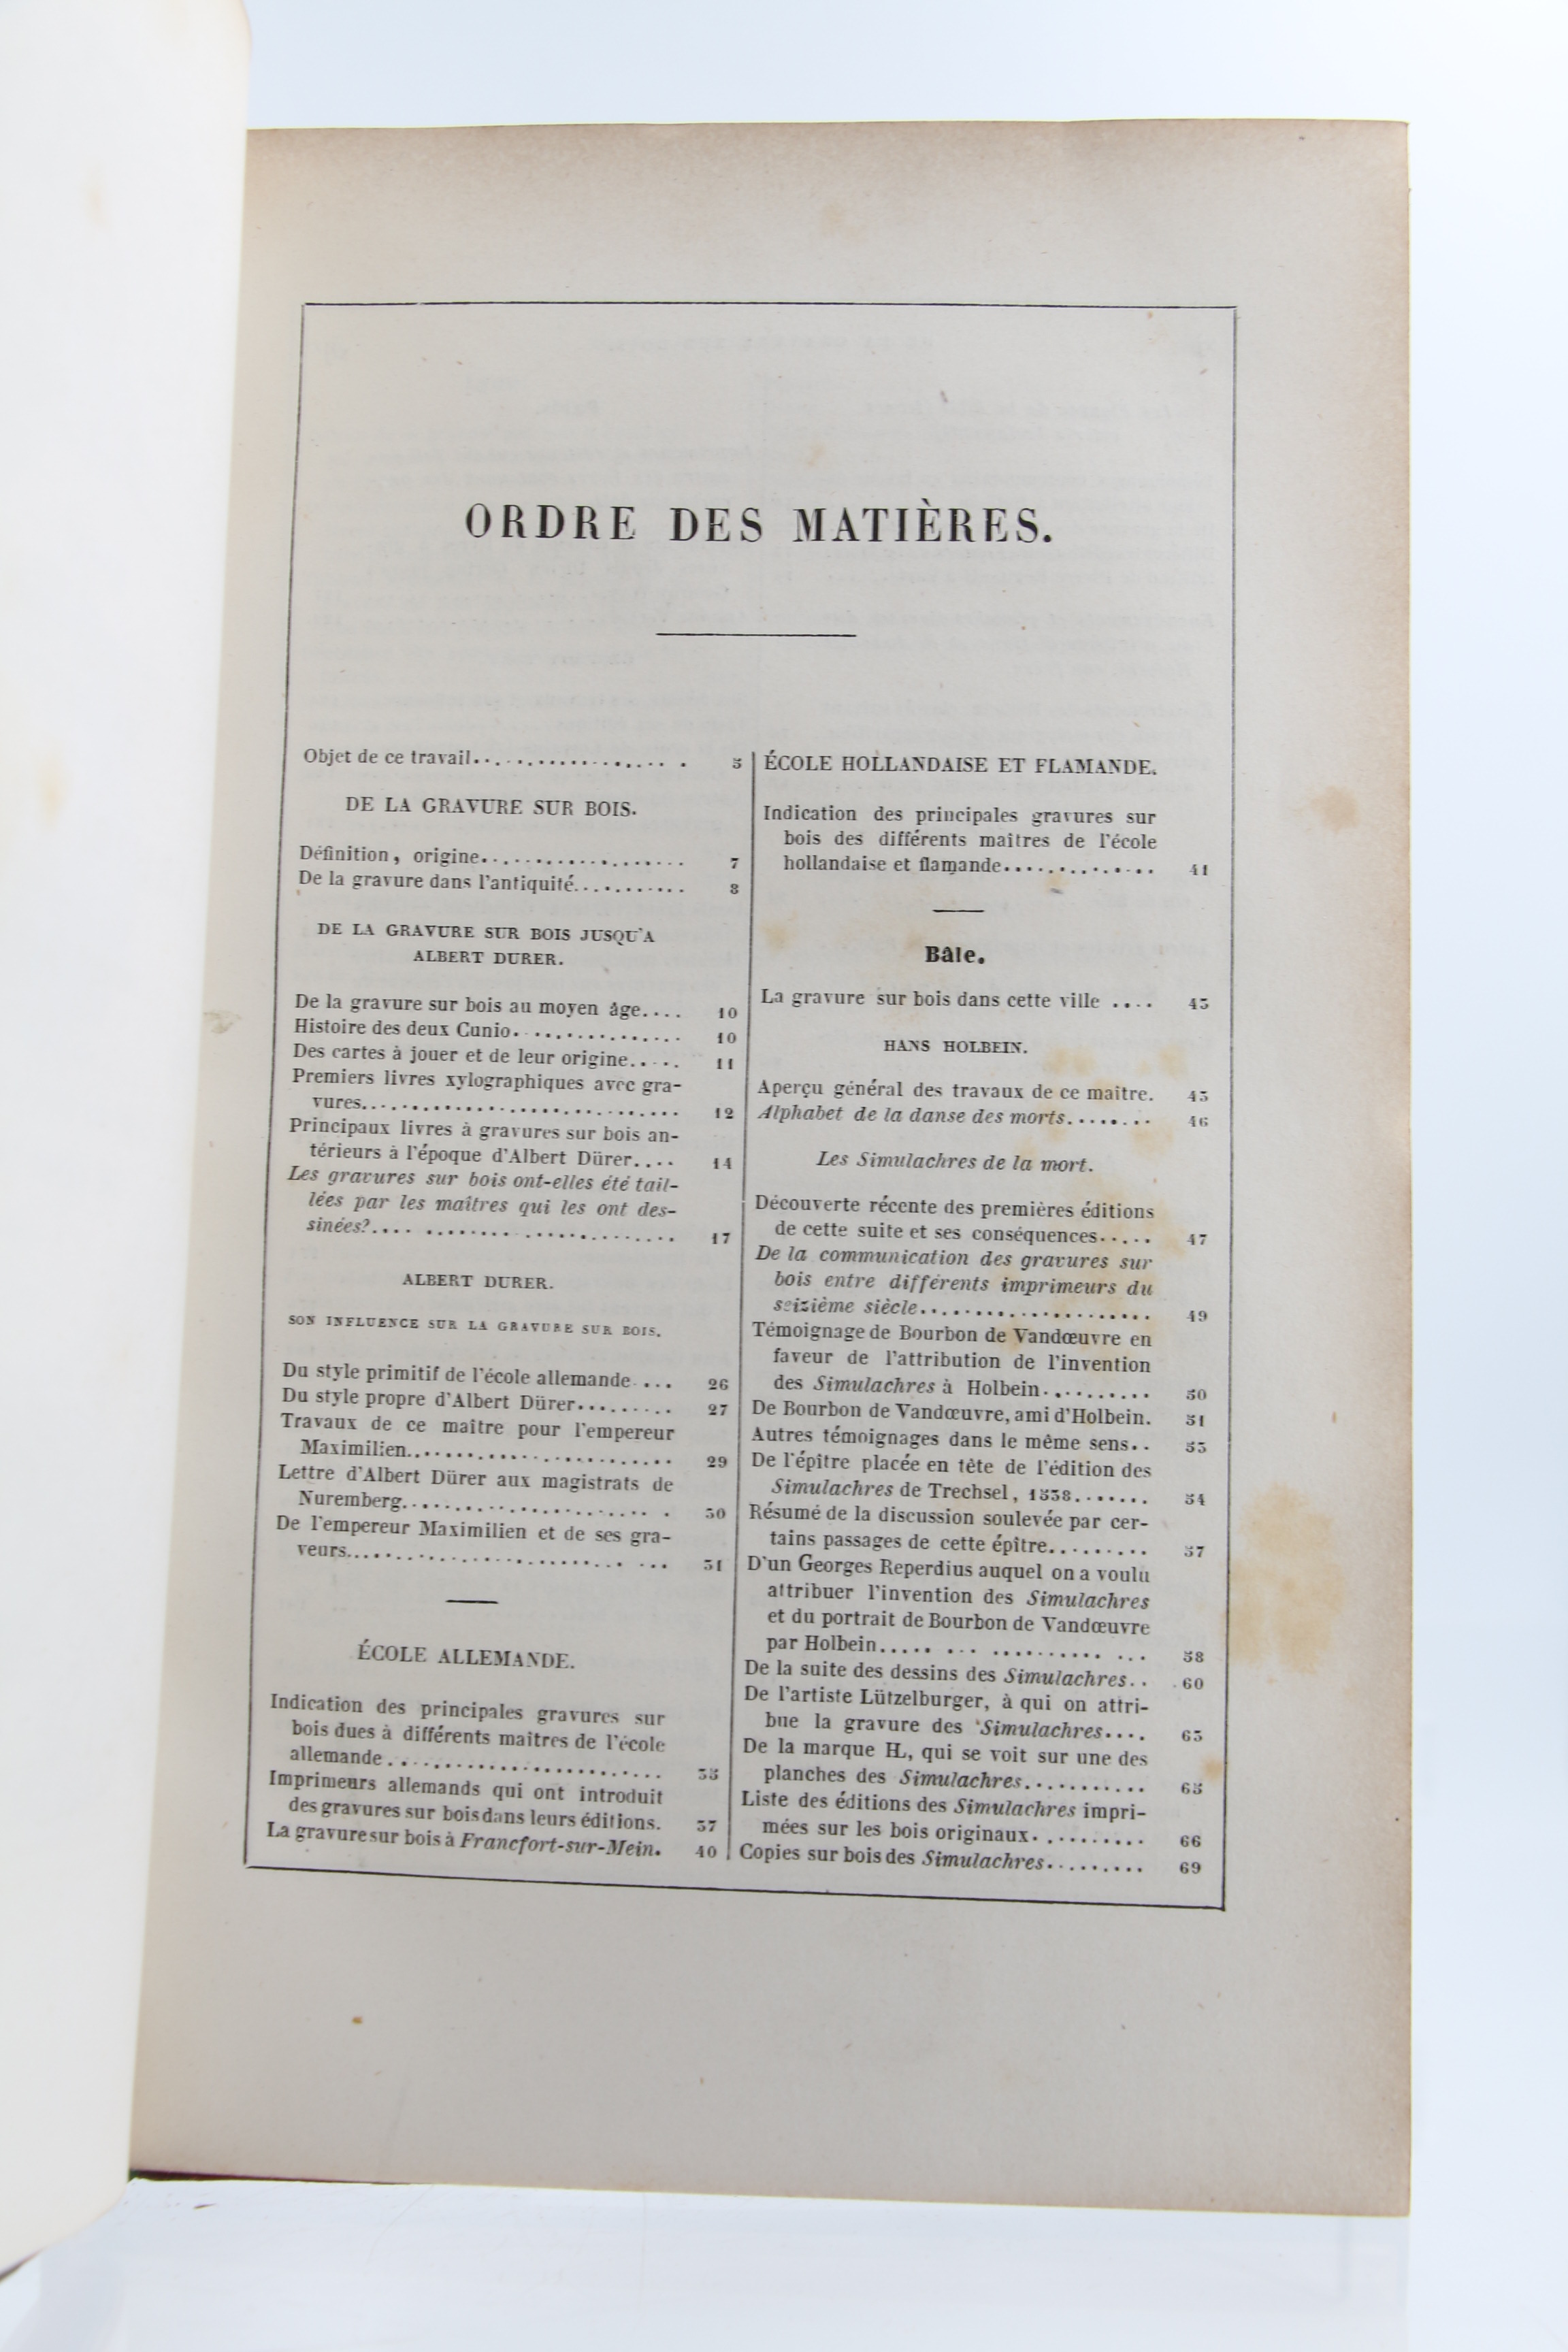 ORDRE DES MATIÈRES.
Objet de ce travail..................... 5
DE LA GRAVURE SUR BOIS.
Définition, origine.................... 7
De la gravure dans l'antiquité........... 8
DE LA GRAVURE SUR BOIS JUSQU'A
ALBERT DURER.
De la gravure sur bois au moyen âge.... 10
Histoire des deux Cunio................ 10
Des cartes à jouer et de leur origine..... 11
Premiers livres xylographiques avec gra-
vures.............................. 12
Principaux livres à gravures sur bois an-
térieurs à l'époque d'Albert Dürer.... 14
Les gravures sur bois ont-elles été tail-
lées par les maîtres qui les ont des-
sinées?............................ 17
ALBERT DURER.
SON INFLUENCE SUR LA GRAVURE SUR BOIS.
Du style primitif de l'école allemande.... 26
Du style propre d'Albert Dürer......... 27
Travaux de ce maître pour l'empereur
Maximilien......................... 29
Lettre d'Albert Dürer aux magistrats de
Nuremberg......................... 30
De l'empereur Maximilien et de ses gra-
veurs.............................. 31
ÉCOLE ALLEMANDE.
Indication des principales gravures sur
bois dues à différents maîtres de l'école
allemande......................... 35
Imprimeurs allemands qui ont introduit
des gravures sur bois dans leurs éditions. 37
La gravure sur bois à Francfort-sur-Mein. 40
ÉCOLE HOLLANDAISE ET FLAMANDE.
Indication des principales gravures sur
bois des différents maîtres de l'école
hollandaise et flamande.............. 41
Bâle.
La gravure sur bois dans cette ville .... 43
HANS HOLBEIN.
Aperçu général des travaux de ce maître. 45
Alphabet de la danse des morts........ 46
Les Simulachres de la mort.
Découverte récente des premières éditions
de cette suite et ses conséquences..... 47
De la communication des gravures sur
bois entre différents imprimeurs du
seizième siècle..................... 49
Témoignage de Bourbon de Vandœuvre en
faveur de l'attribution de l'invention
des Simulachres à Holbein.......... 50
De Bourbon de Vandœuvre, ami d'Holbein. 51
Autres témoignages dans le même sens.. 53
De l'épître placée en tête de l'édition des
Simulachres de Trechsel, 1538....... 54
Résumé de la discussion soulevée par cer-
tains passages de cette épître......... 57
D'un Georges Reperdius auquel on a voulu
attribuer l'invention des Simulachres
et du portrait de Bourbon de Vandœuvre
par Holbein....................... 58
De la suite des dessins des Simulachres.. 60
De l'artiste Lützelburger, à qui on attri-
bue la gravure des Simulachres.... 63
De la marque HL, qui se voit sur une des
planches des Simulachres........... 65
Liste des éditions des Simulachres impri-
mées sur les bois originaux.......... 66
Copies sur bois des Simulachres......... 69